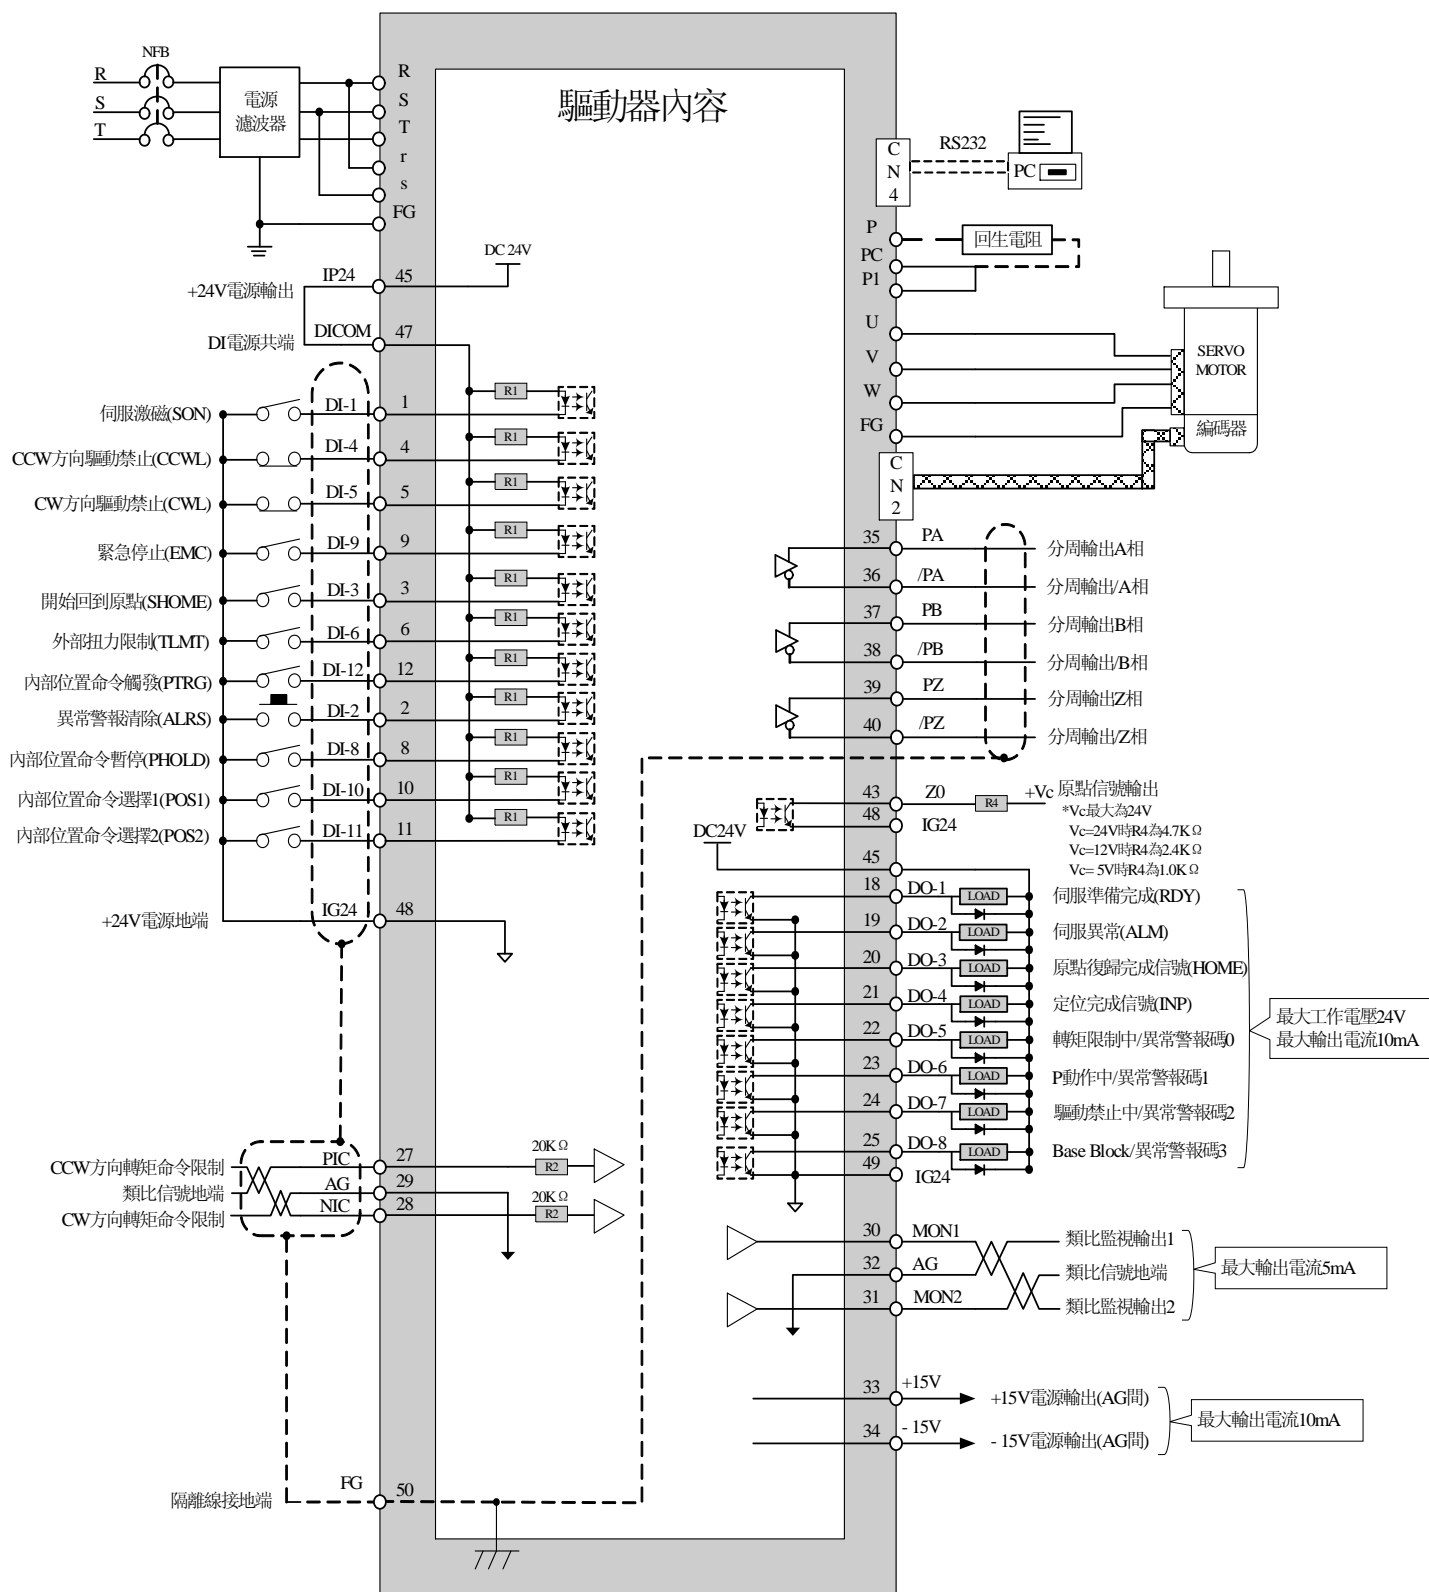 驅動器內容
NFB
R
S
T
電源
濾波器
R
S
T
r
s
FG
DC 24V
IP24
45
+24V電源輸出
DICOM
47
DI電源共端
伺服激磁(SON)
DI-1
1
R1
CCW方向驅動禁止(CCWL)
DI-4
4
R1
CW方向驅動禁止(CWL)
DI-5
5
R1
緊急停止(EMC)
DI-9
9
R1
開始回到原點(SHOME)
DI-3
3
R1
外部扭力限制(TLMT)
DI-6
6
R1
內部位置命令觸發(PTRG)
DI-12
12
R1
異常警報清除(ALRS)
DI-2
2
R1
內部位置命令暫停(PHOLD)
DI-8
8
R1
內部位置命令選擇1(POS1)
DI-10
10
R1
內部位置命令選擇2(POS2)
DI-11
11
R1
+24V電源地端
IG24
48
CCW方向轉矩命令限制
PIC
27
20KΩ
R2
類比信號地端
AG
29
CW方向轉矩命令限制
NIC
28
20KΩ
R2
隔離線接地端
FG
50
C
N
4
RS232
PC
P
PC
P1
回生電阻
U
V
W
FG
SERVO
MOTOR
編碼器
C
N
2
35
PA
分周輸出A相
36
/PA
分周輸出/A相
37
PB
分周輸出B相
38
/PB
分周輸出/B相
39
PZ
分周輸出Z相
40
/PZ
分周輸出/Z相
43
Z0
R4
+Vc
原點信號輸出
48
IG24
*Vc最大為24V
Vc=24V時R4為4.7KΩ
Vc=12V時R4為2.4KΩ
Vc= 5V時R4為1.0KΩ
DC24V
45
18
DO-1
LOAD
伺服準備完成(RDY)
19
DO-2
LOAD
伺服異常(ALM)
20
DO-3
LOAD
原點復歸完成信號(HOME)
21
DO-4
LOAD
定位完成信號(INP)
22
DO-5
LOAD
轉矩限制中/異常警報碼0
23
DO-6
LOAD
P動作中/異常警報碼1
24
DO-7
LOAD
驅動禁止中/異常警報碼2
25
DO-8
LOAD
Base Block/異常警報碼3
49
IG24
最大工作電壓24V
最大輸出電流10mA
30
MON1
類比監視輸出1
32
AG
類比信號地端
31
MON2
類比監視輸出2
最大輸出電流5mA
33
+15V
+15V電源輸出(AG間)
34
- 15V
- 15V電源輸出(AG間)
最大輸出電流10mA